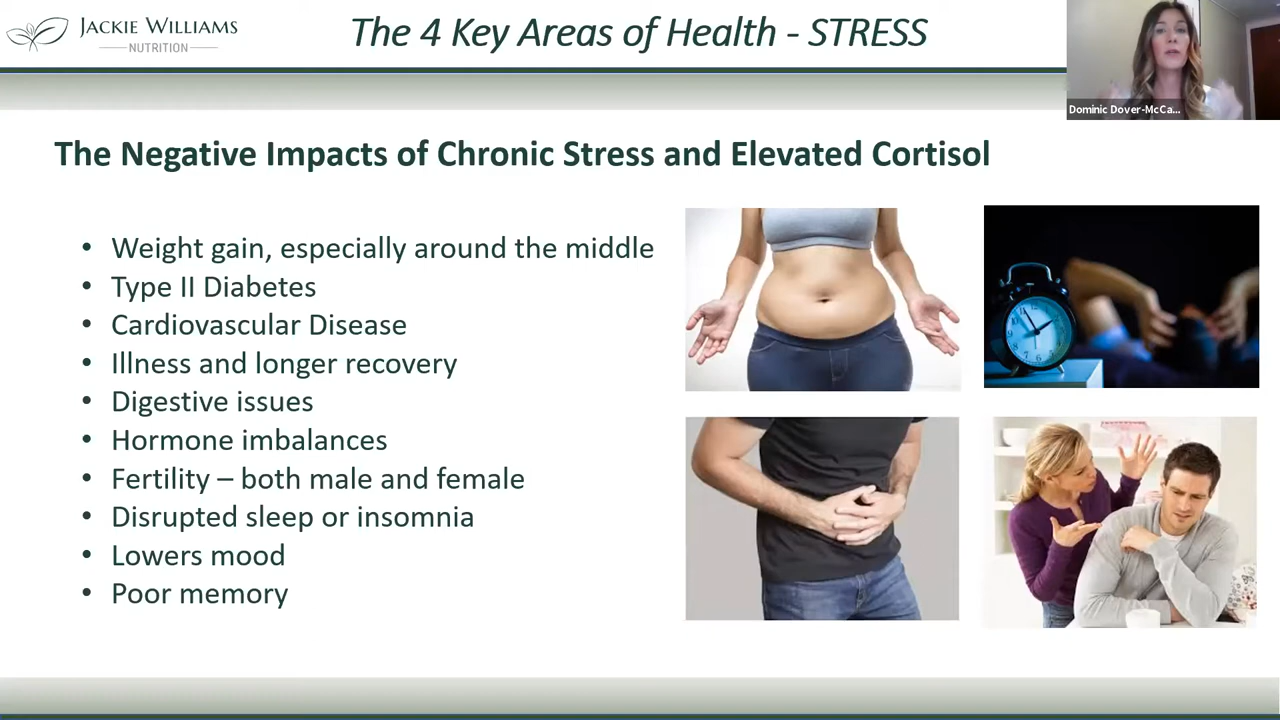 JACKIE WILLIAMS
NUTRITION
The 4 Key Areas of Health - STRESS
Dominic Dover-McCa...
The Negative Impacts of Chronic Stress and Elevated Cortisol
• Weight gain, especially around the middle
• Type II Diabetes
• Cardiovascular Disease
• Illness and longer recovery
• Digestive issues
• Hormone imbalances
• Fertility – both male and female
• Disrupted sleep or insomnia
• Lowers mood
• Poor memory